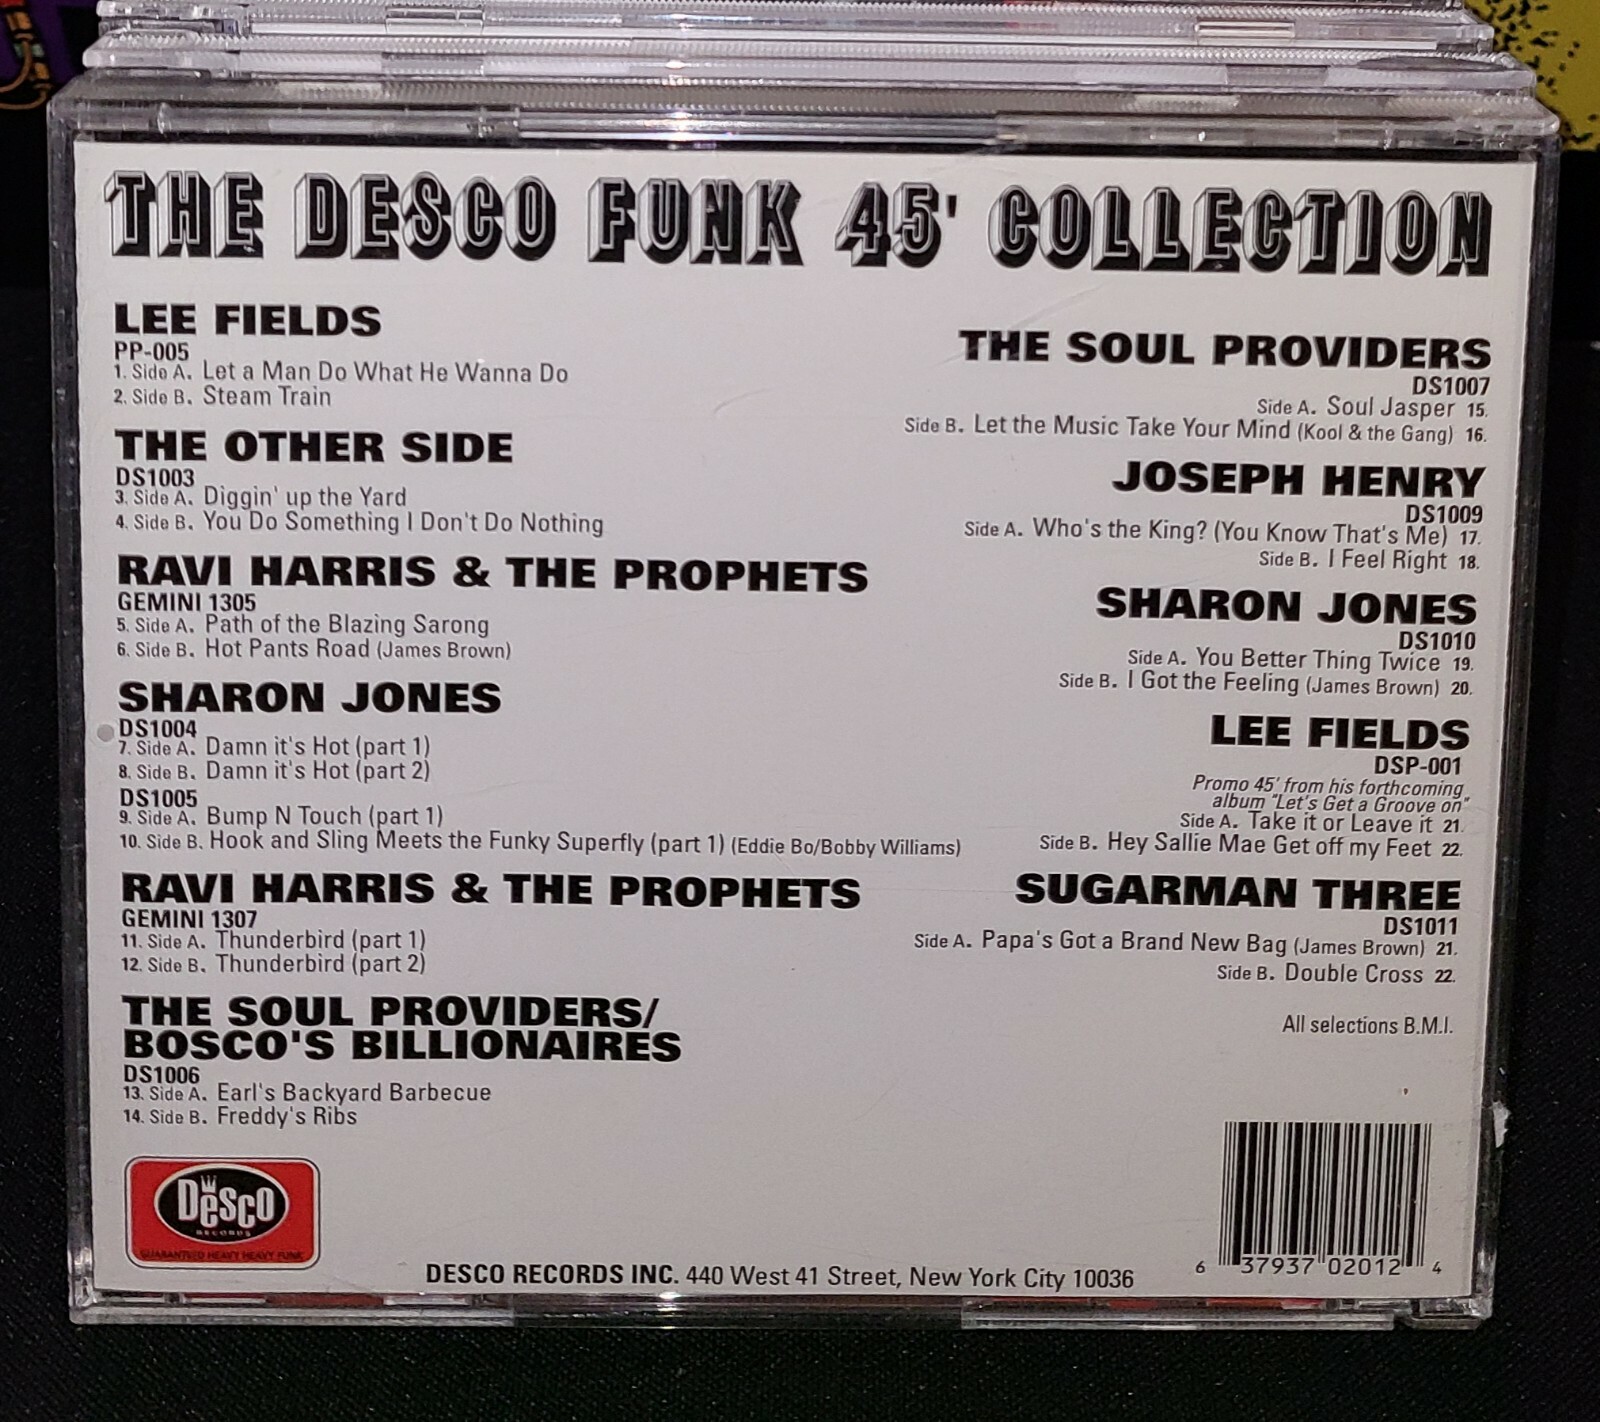 THE DESCO FUNK 45' COLLECTION
LEE FIELDS
PP-005
1. Side A. Let a Man Do What He Wanna Do
2. Side B. Steam Train
THE OTHER SIDE
DS1003
3. Side A. Diggin' up the Yard
4. Side B. You Do Something I Don't Do Nothing
RAVI HARRIS & THE PROPHETS
GEMINI 1305
5. Side A. Path of the Blazing Sarong
6. Side B. Hot Pants Road (James Brown)
SHARON JONES
DS1004
7. Side A. Damn it's Hot (part 1)
8. Side B. Damn it's Hot (part 2)
DS1005
9. Side A. Bump N Touch (part 1)
10. Side B. Hook and Sling Meets the Funky Superfly (part 1) (Eddie Bo/Bobby Williams)
RAVI HARRIS & THE PROPHETS
GEMINI 1307
11. Side A. Thunderbird (part 1)
12. Side B. Thunderbird (part 2)
THE SOUL PROVIDERS/
BOSCO'S BILLIONAIRES
DS1006
13. Side A. Earl's Backyard Barbecue
14. Side B. Freddy's Ribs
THE SOUL PROVIDERS
DS1007
Side A. Soul Jasper 15.
Side B. Let the Music Take Your Mind (Kool & the Gang) 16.
JOSEPH HENRY
DS1009
Side A. Who's the King? (You Know That's Me) 17.
Side B. I Feel Right 18.
SHARON JONES
DS1010
Side A. You Better Thing Twice 19.
Side B. I Got the Feeling (James Brown) 20.
LEE FIELDS
DSP-001
Promo 45' from his forthcoming
album "Let's Get a Groove on"
Side A. Take it or Leave it 21.
Side B. Hey Sallie Mae Get off my Feet 22.
SUGARMAN THREE
DS1011
Side A. Papa's Got a Brand New Bag (James Brown) 21.
Side B. Double Cross 22.
All selections B.M.I.
Desco
RECORDS
GUARANTEED HEAVY HEAVY FUNK
DESCO RECORDS INC. 440 West 41 Street, New York City 10036
6 37937 02012 4